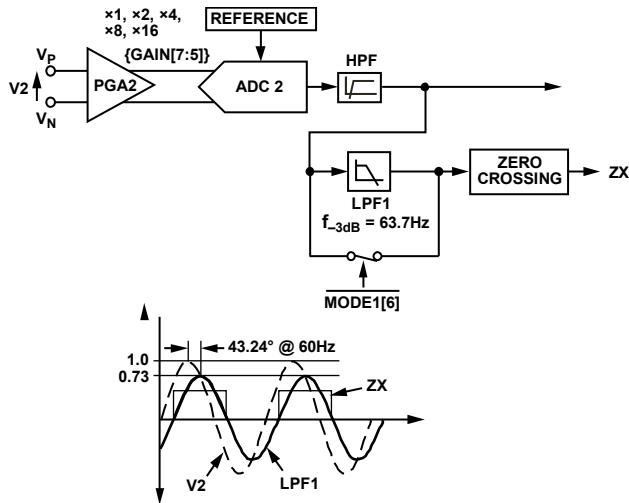 ×1, ×2, ×4,
×8, ×16
{GAIN[7:5]}
REFERENCE
HPF
V2
VP
VN
PGA2
ADC 2
LPF1
f–3dB = 63.7Hz
ZERO
CROSSING
ZX
MODE1[6]
43.24° @ 60Hz
1.0
0.73
ZX
V2
LPF1